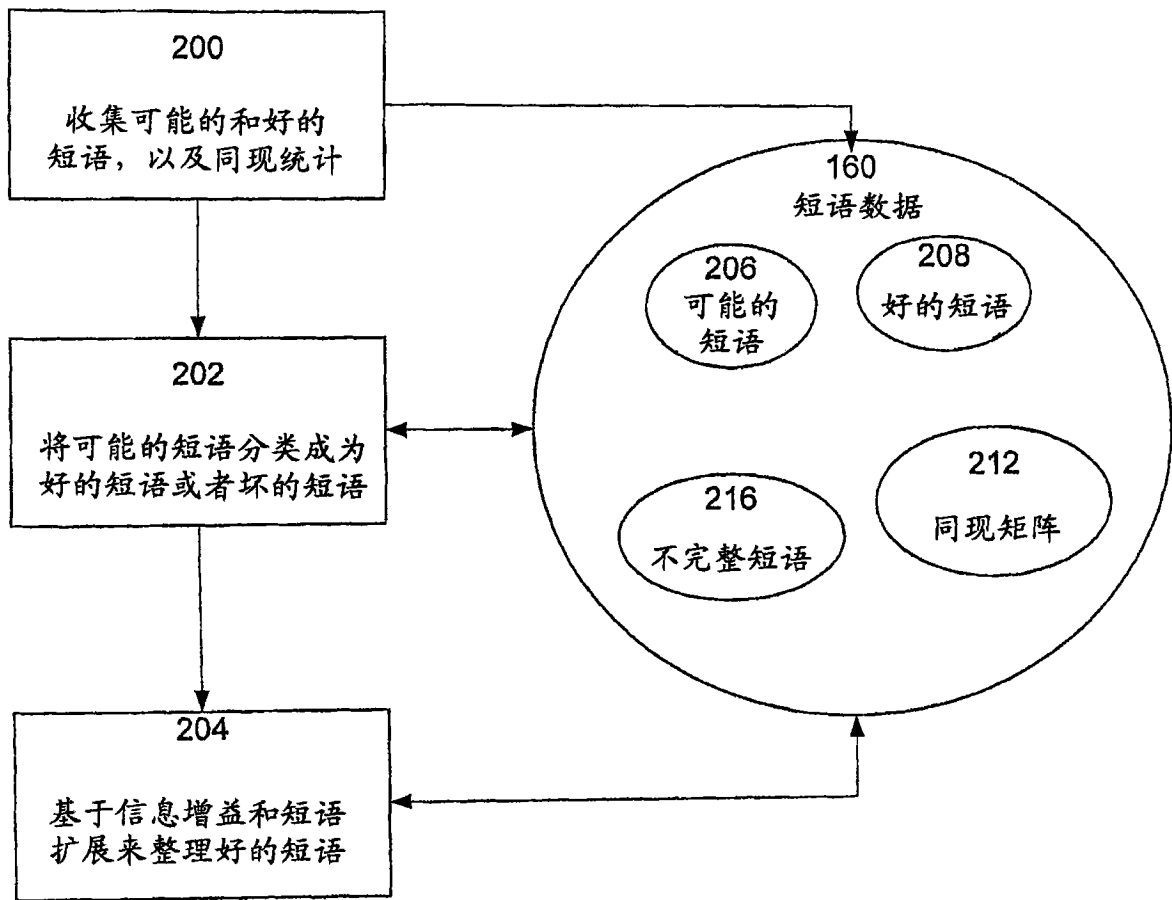 200
收集可能的和好的
短语，以及同现统计
160
短语数据
206
可能的
短语
208
好的短语
202
将可能的短语分类成为
好的短语或者坏的短语
212
同现矩阵
216
不完整短语
204
基于信息增益和短语
扩展来整理好的短语